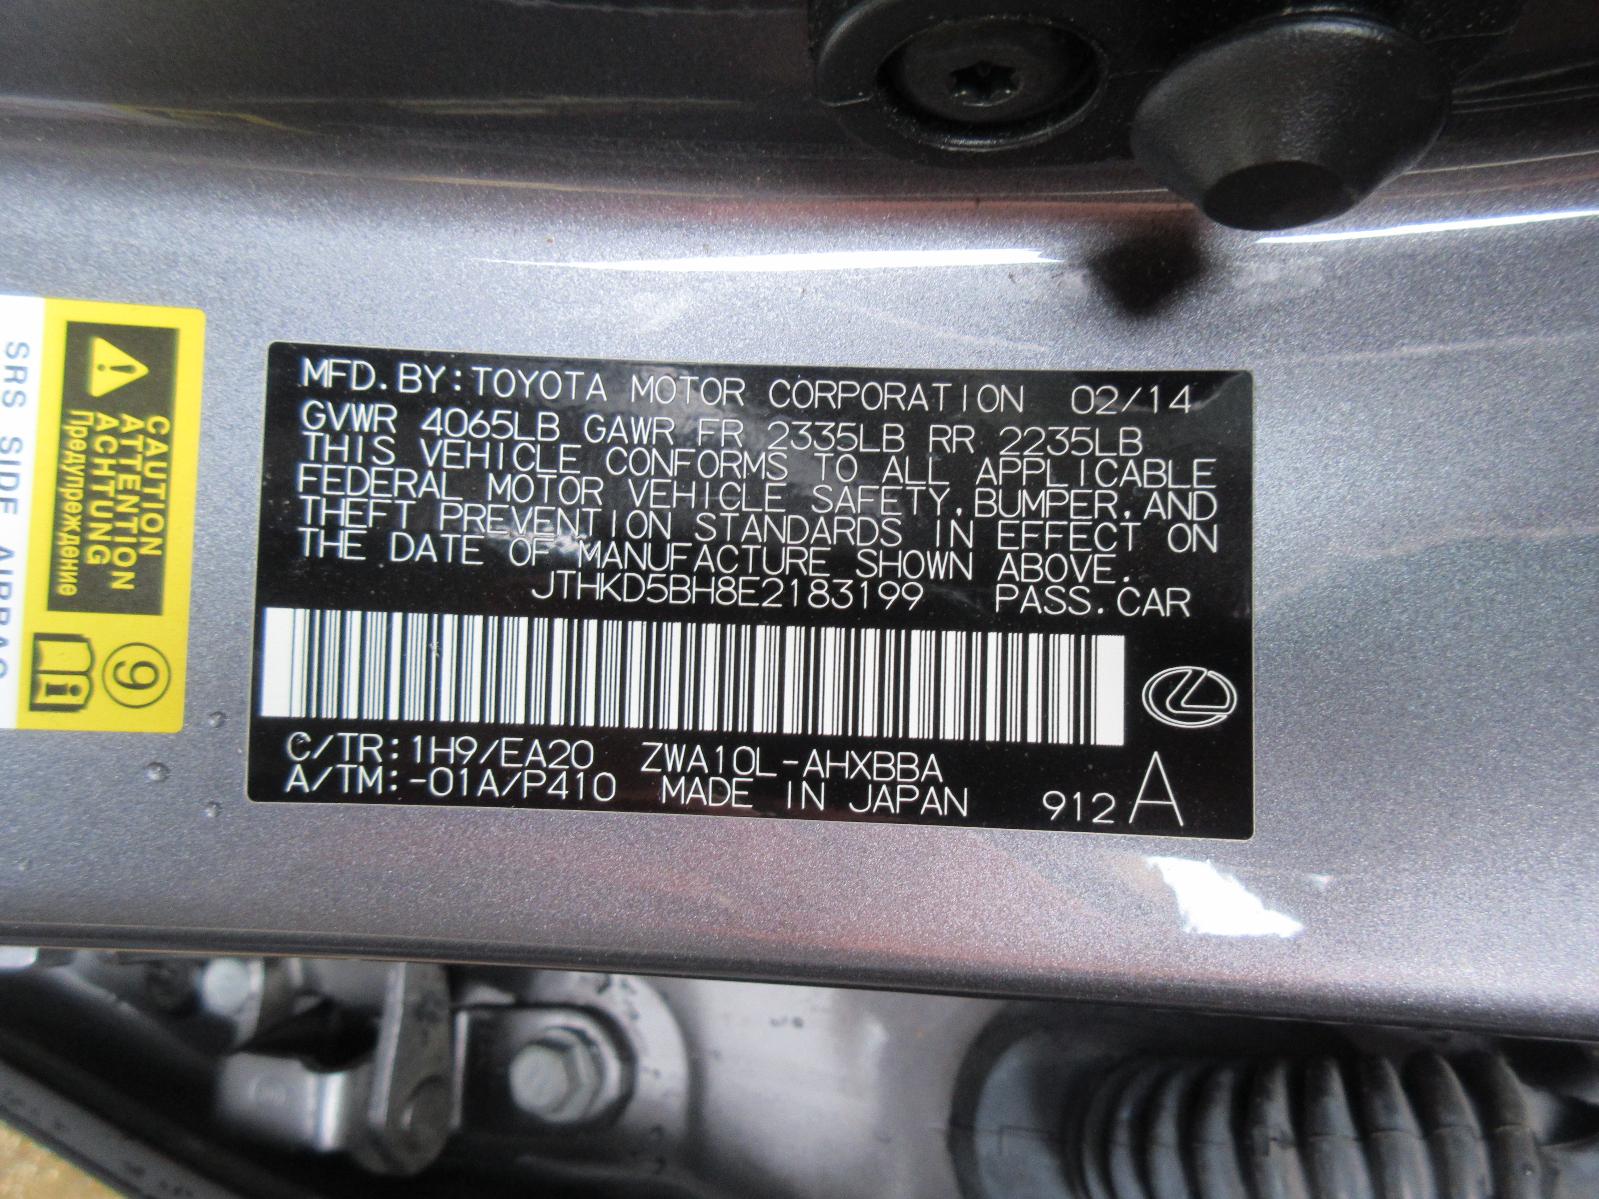 MFD.BY:TOYOTA MOTOR CORPORATION 02/14
GVWR 4065LB GAWR FR 2335LB RR 2235LB
THIS VEHICLE CONFORMS TO ALL APPLICABLE
FEDERAL MOTOR VEHICLE SAFETY,BUMPER,AND
THEFT PREVENTION STANDARDS IN EFFECT ON
THE DATE OF MANUFACTURE SHOWN ABOVE.
JTHKD5BH8E2183199 PASS.CAR
C/TR:1H9/EA20 ZWA10L-AHXBBA
A/TM:-01A/P410 MADE IN JAPAN 912 A
CAUTION
ATTENTION
ACHTUNG
Предупреждение
9
SRS SIDE AIRBAG